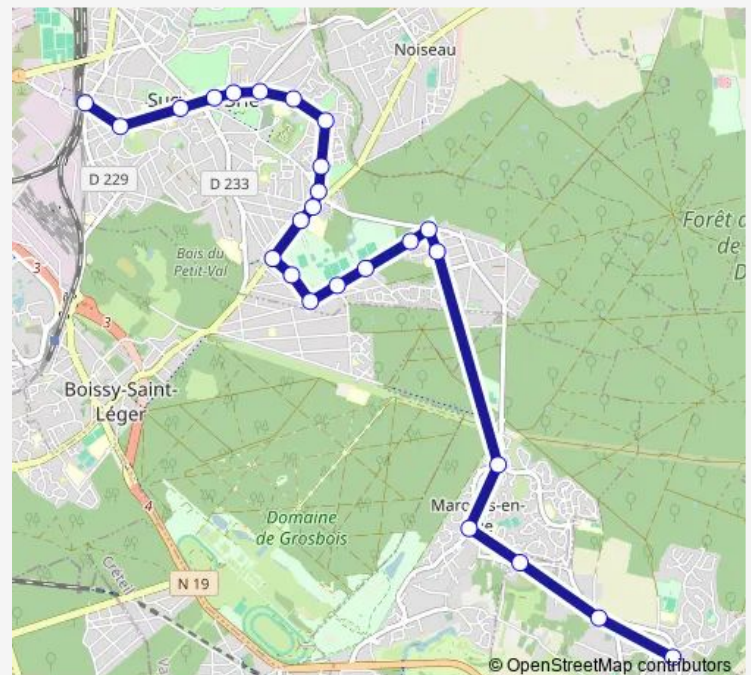 Noiseau
D 229
D 233
Forêt d
de
D
Bois du
Petit-Val
3
3
Boissy-Saint-
Léger
4
Domaine
de Grosbois
N 19
© OpenStreetMap contributors